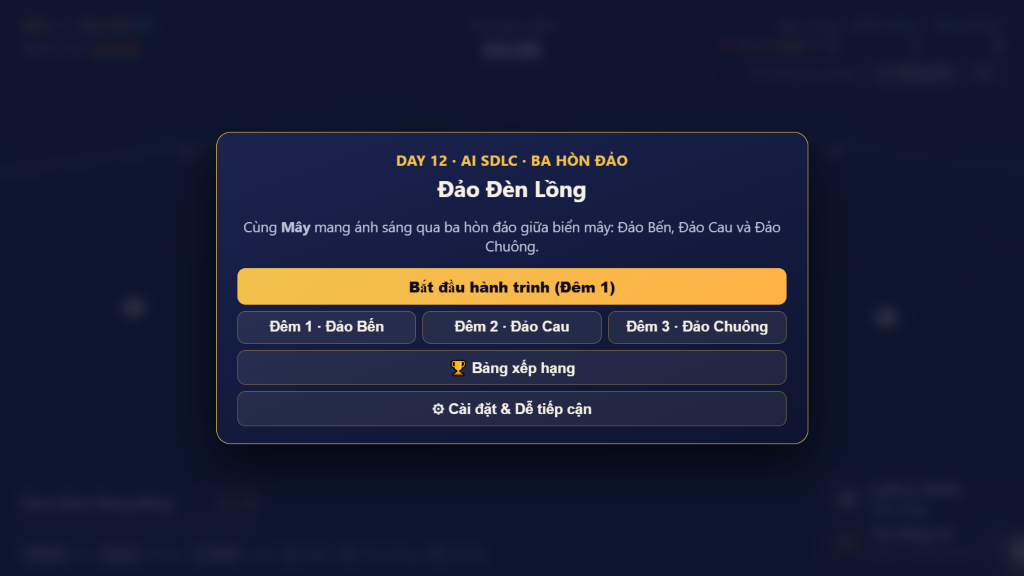 DAY 12 · AI SDLC · BA HÒN ĐẢO
Đảo Đèn Lồng
Cùng Mây mang ánh sáng qua ba hòn đảo giữa biển mây: Đảo Bến, Đảo Cau và Đảo
Chuông.
Bắt đầu hành trình (Đêm 1)
Đêm 1 · Đảo Bến
Đêm 2 · Đảo Cau
Đêm 3 · Đảo Chuông
🏆 Bảng xếp hạng
⚙ Cài đặt & Dễ tiếp cận